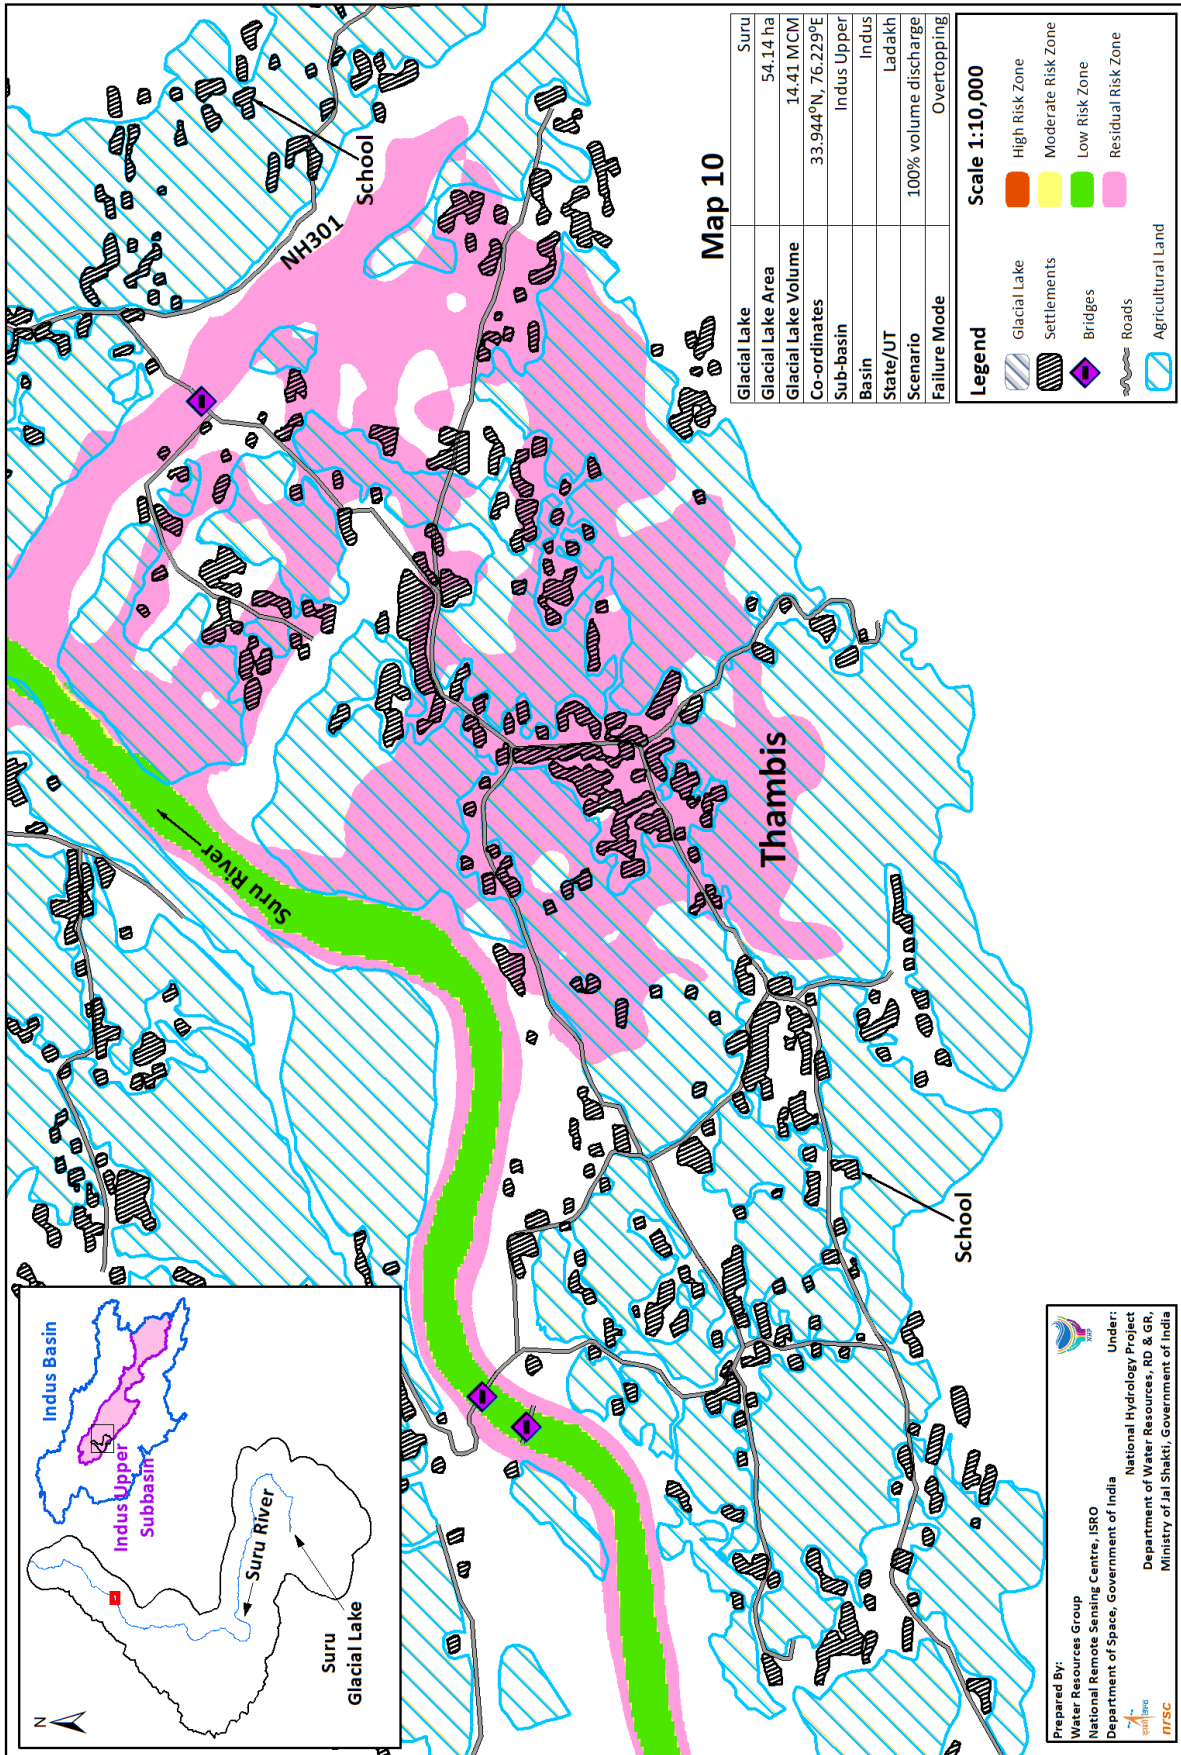 N
Indus Basin
Indus Upper
Subbasin
Suru River
Suru
Glacial Lake
Suru River
NH301
School
Thambis
School
Map 10
Glacial Lake Suru
Glacial Lake Area 54.14 ha
Glacial Lake Volume 14.41 MCM
Co-ordinates 33.944°N, 76.229°E
Sub-basin Indus Upper
Basin Indus
State/UT Ladakh
Scenario 100% volume discharge
Failure Mode Overtopping
Legend
Scale 1:10,000
Glacial Lake
Settlements
Bridges
Roads
Agricultural Land
High Risk Zone
Moderate Risk Zone
Low Risk Zone
Residual Risk Zone
Prepared By:
Water Resources Group
National Remote Sensing Centre, ISRO
Department of Space, Government of India
इसरो isro
nrsc
NHP
Under:
National Hydrology Project
Department of Water Resources, RD & GR,
Ministry of Jal Shakti, Government of India